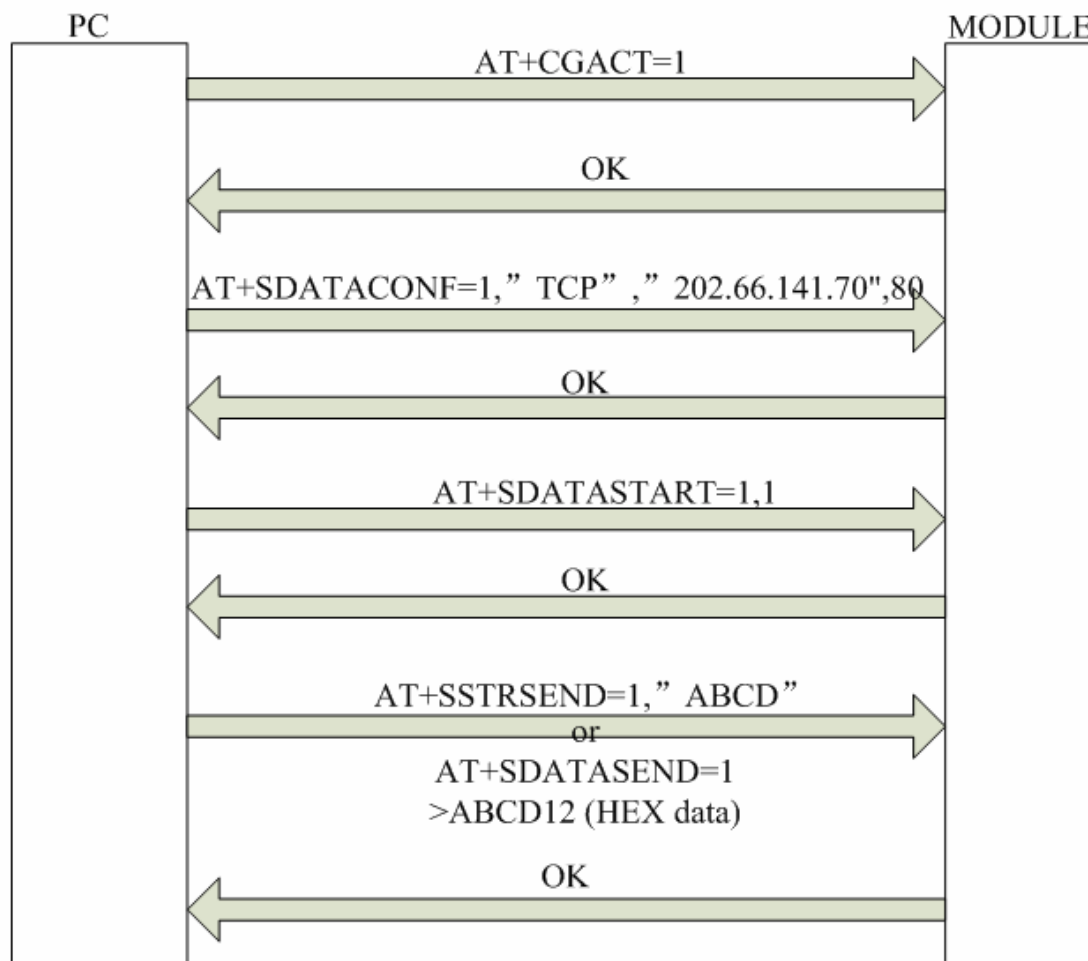 PC
MODULE
AT+CGACT=1
OK
AT+SDATACONF=1,” TCP” ,” 202.66.141.70",80
OK
AT+SDATASTART=1,1
OK
AT+SSTRSEND=1,” ABCD”
or
AT+SDATASEND=1
>ABCD12 (HEX data)
OK